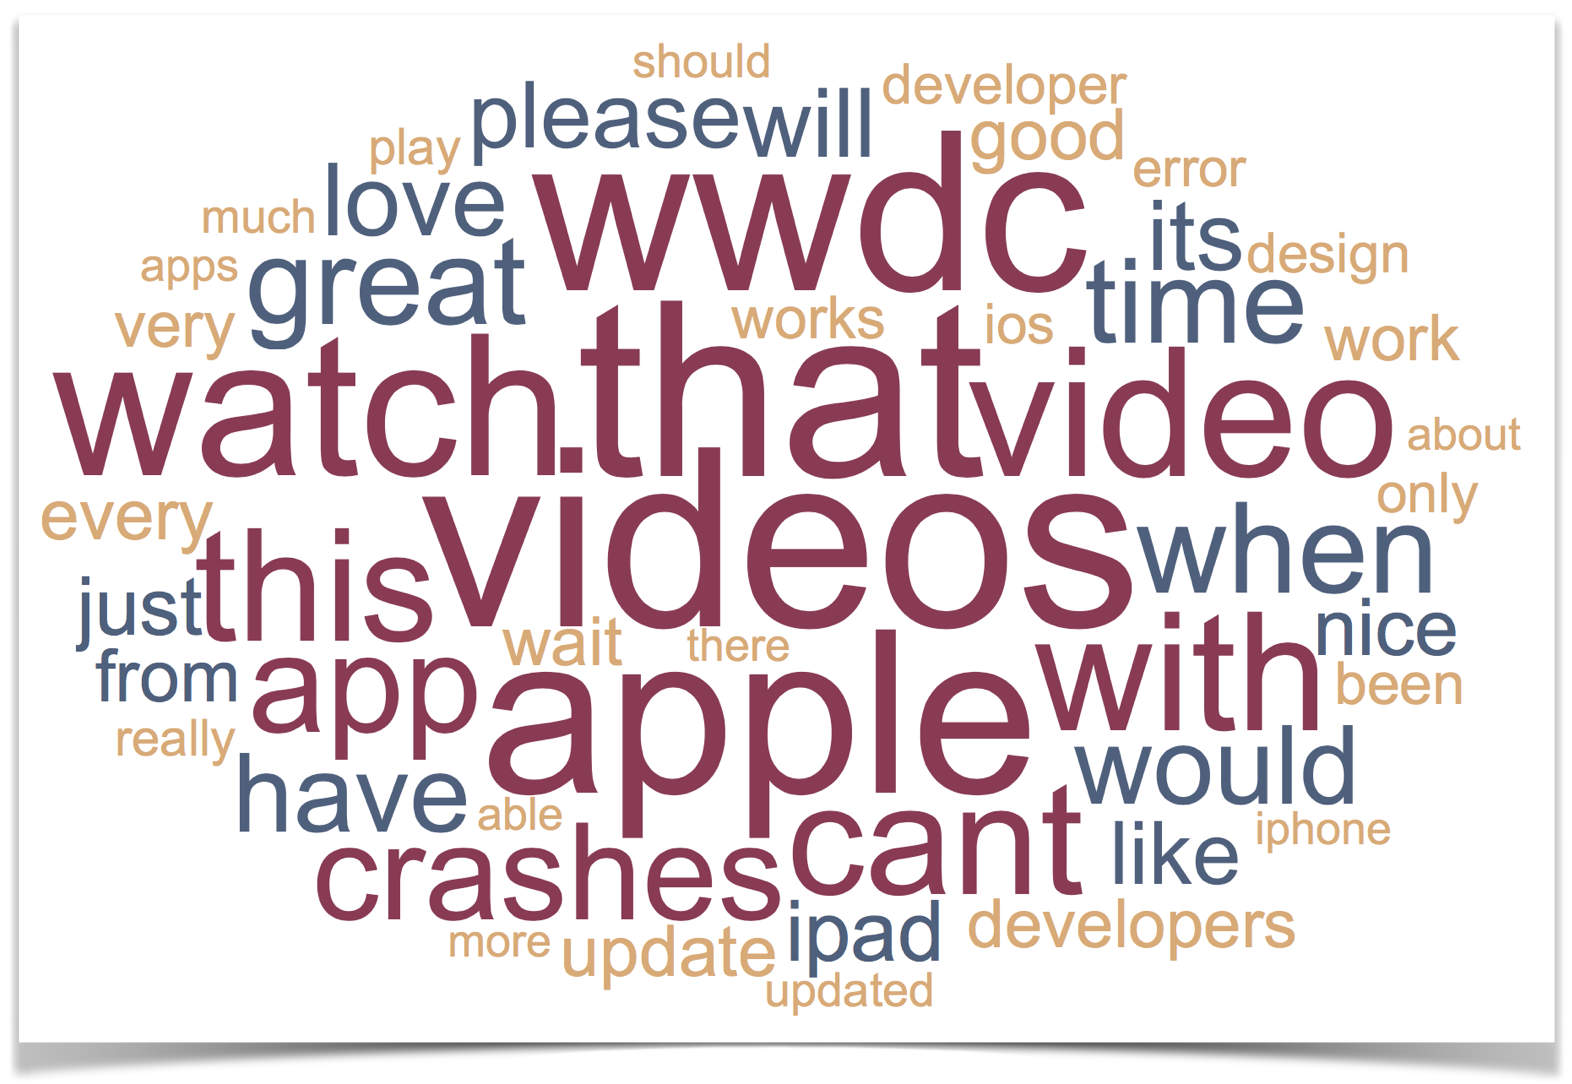 should
please will developer
play good
love wwdc error
much its design
apps great time
very works ios work
watch that video
about
every videos only
this when
just wait there nice
from app apple with been
really
have able would
crashes cant like iphone
more update ipad developers
updated